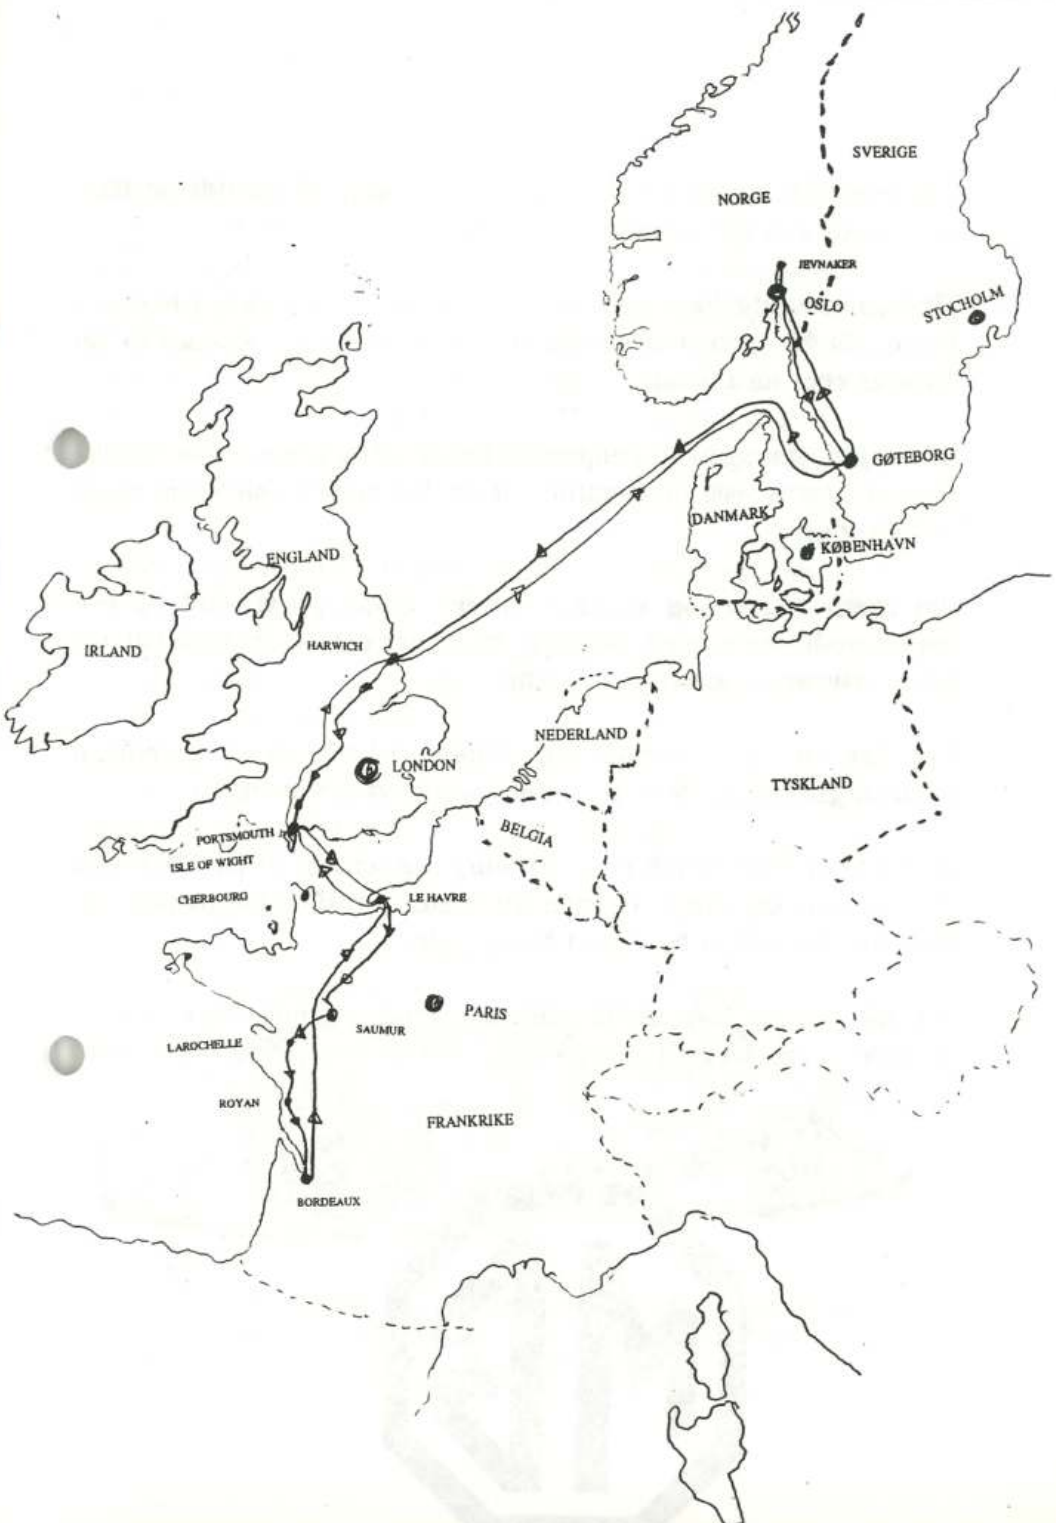 SVERIGE
NORGE
JEVNAKER
OSLO
STOCHOLM
GØTEBORG
DANMARK
KØBENHAVN
ENGLAND
IRLAND
HARWICH
NEDERLAND
LONDON
TYSKLAND
BELGIA
PORTSMOUTH
ISLE OF WIGHT
CHERBOURG
LE HAVRE
PARIS
SAUMUR
LAROCHELLE
ROYAN
FRANKRIKE
BORDEAUX